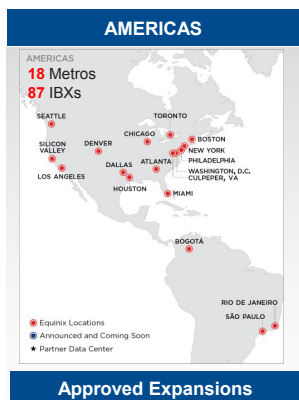 AMERICAS
AMERICAS
18 Metros
87 IBXs
SEATTLE
TORONTO
CHICAGO
BOSTON
SILICON
VALLEY
DENVER
NEW YORK
DALLAS
ATLANTA
PHILADELPHIA
LOS ANGELES
WASHINGTON, D.C.
CULPEPER, VA
HOUSTON
MIAMI
BOGOTÁ
RIO DE JANEIRO
SÃO PAULO
Equinix Locations
Announced and Coming Soon
Partner Data Center
Approved Expansions